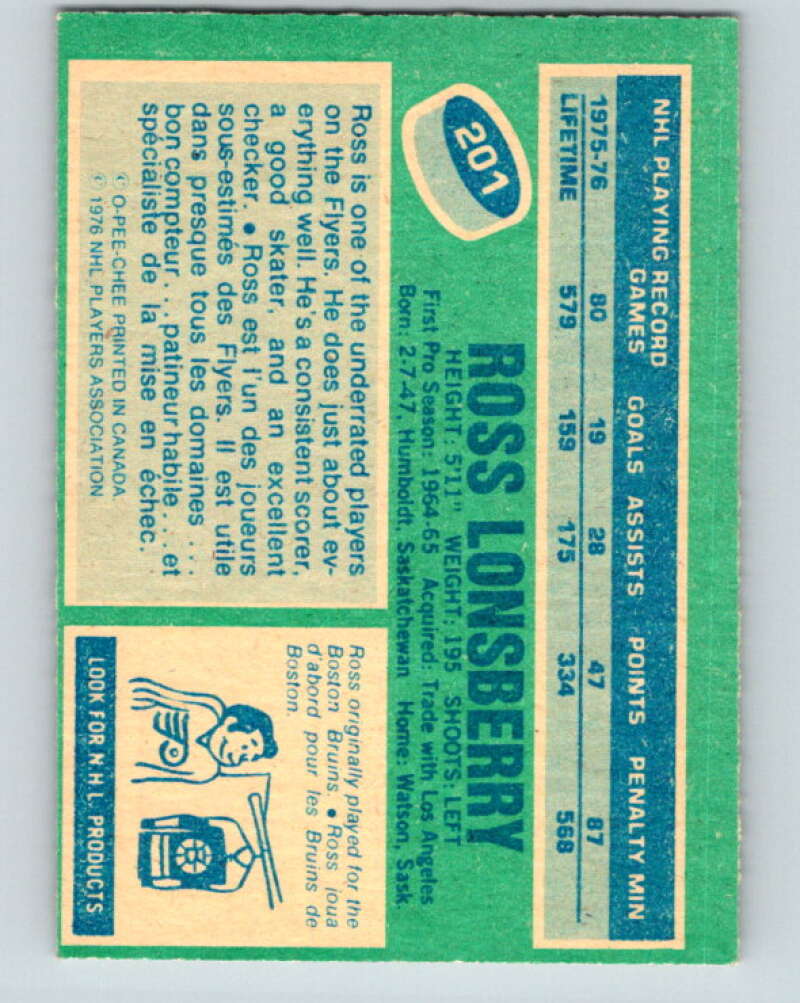 NHL PLAYING RECORD
GAMES GOALS ASSISTS POINTS PENALTY MIN
1975-76 80 19 28 47 87
LIFETIME 579 159 175 334 568
201
ROSS LONSBERRY
HEIGHT: 5'11" WEIGHT: 195 SHOOTS: LEFT
First Pro Season: 1964-65 Acquired: Trade with Los Angeles
Born: 2-7-47, Humboldt, Saskatchewan Home: Watson, Sask.
Ross is one of the underrated players
on the Flyers. He does just about ev-
erything well. He's a consistent scorer,
a good skater, and an excellent
checker. • Ross est l'un des joueurs
sous-estimés des Flyers. Il est utile
dans presque tous les domaines ...
bon compteur ... patineur habile ... et
spécialiste de la mise en échec.
© O-PEE-CHEE PRINTED IN CANADA
© 1976 NHL PLAYERS ASSOCIATION
Ross originally played for the
Boston Bruins. • Ross joua
d'abord pour les Bruins de
Boston.
LOOK FOR N.H.L. PRODUCTS